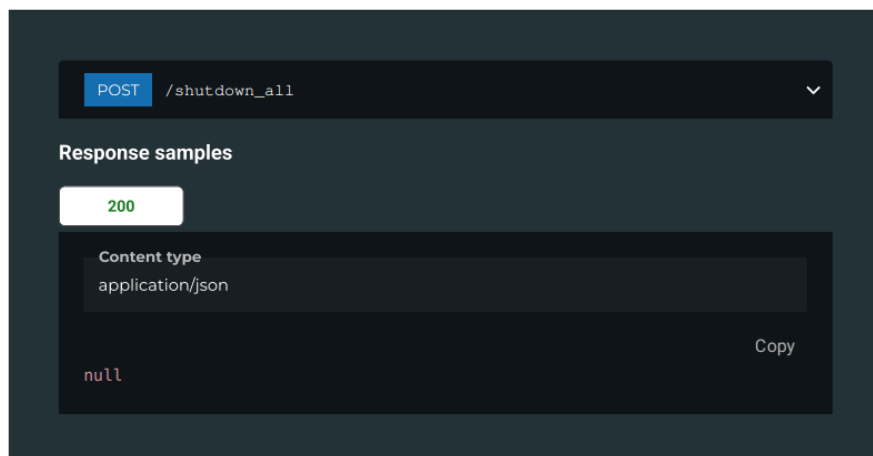 POST /shutdown_all
Response samples
200
Content type
application/json
Copy
null